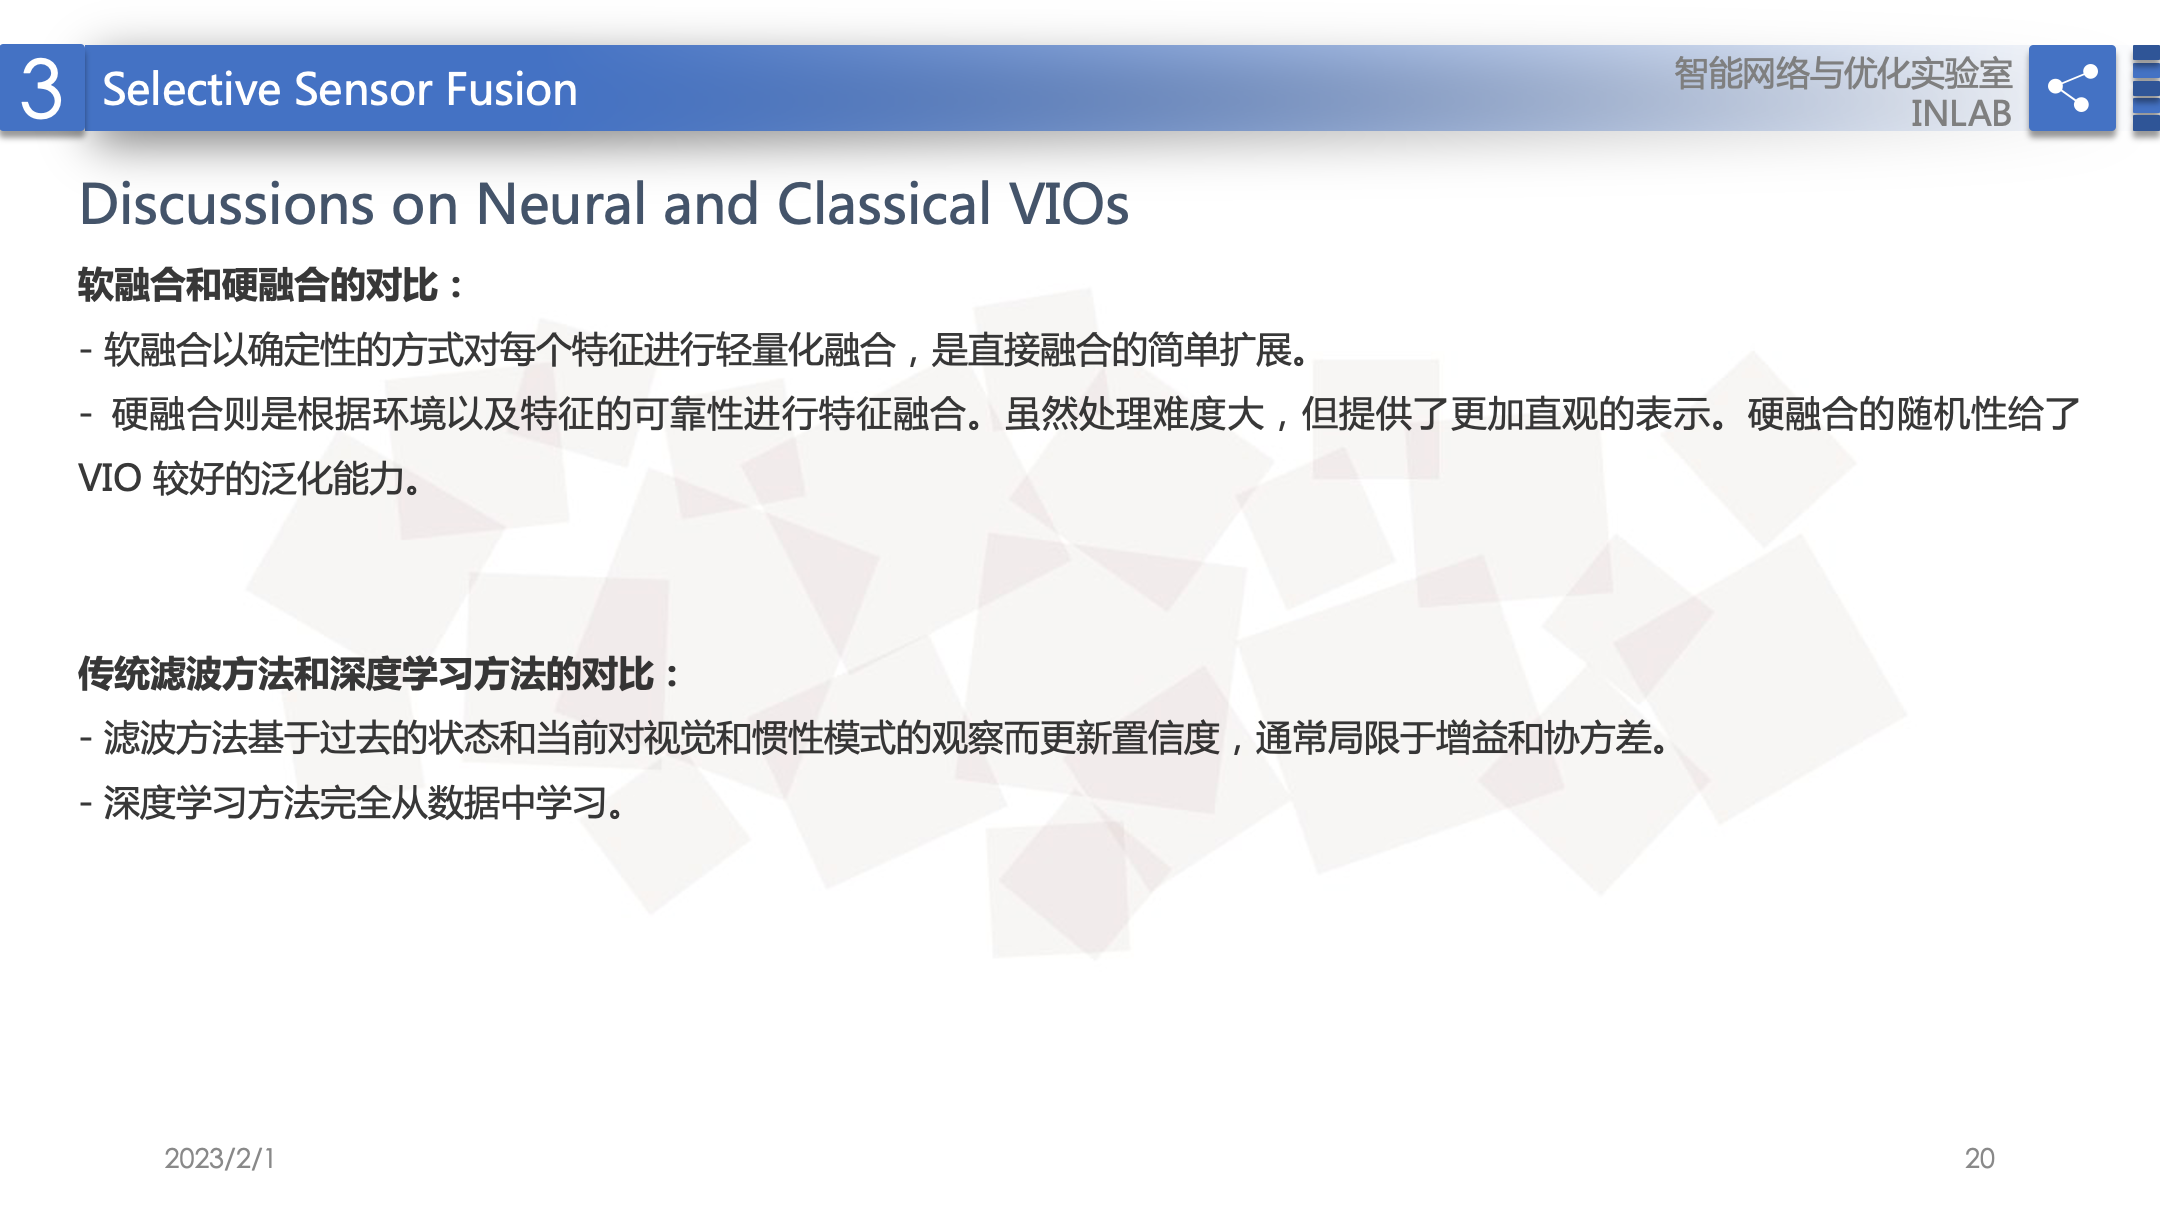 3
Selective Sensor Fusion
智能网络与优化实验室
INLAB
Discussions on Neural and Classical VIOs
软融合和硬融合的对比：
- 软融合以确定性的方式对每个特征进行轻量化融合，是直接融合的简单扩展。
- 硬融合则是根据环境以及特征的可靠性进行特征融合。虽然处理难度大，但提供了更加直观的表示。硬融合的随机性给了
VIO 较好的泛化能力。
传统滤波方法和深度学习方法的对比：
- 滤波方法基于过去的状态和当前对视觉和惯性模式的观察而更新置信度，通常局限于增益和协方差。
- 深度学习方法完全从数据中学习。
2023/2/1
20